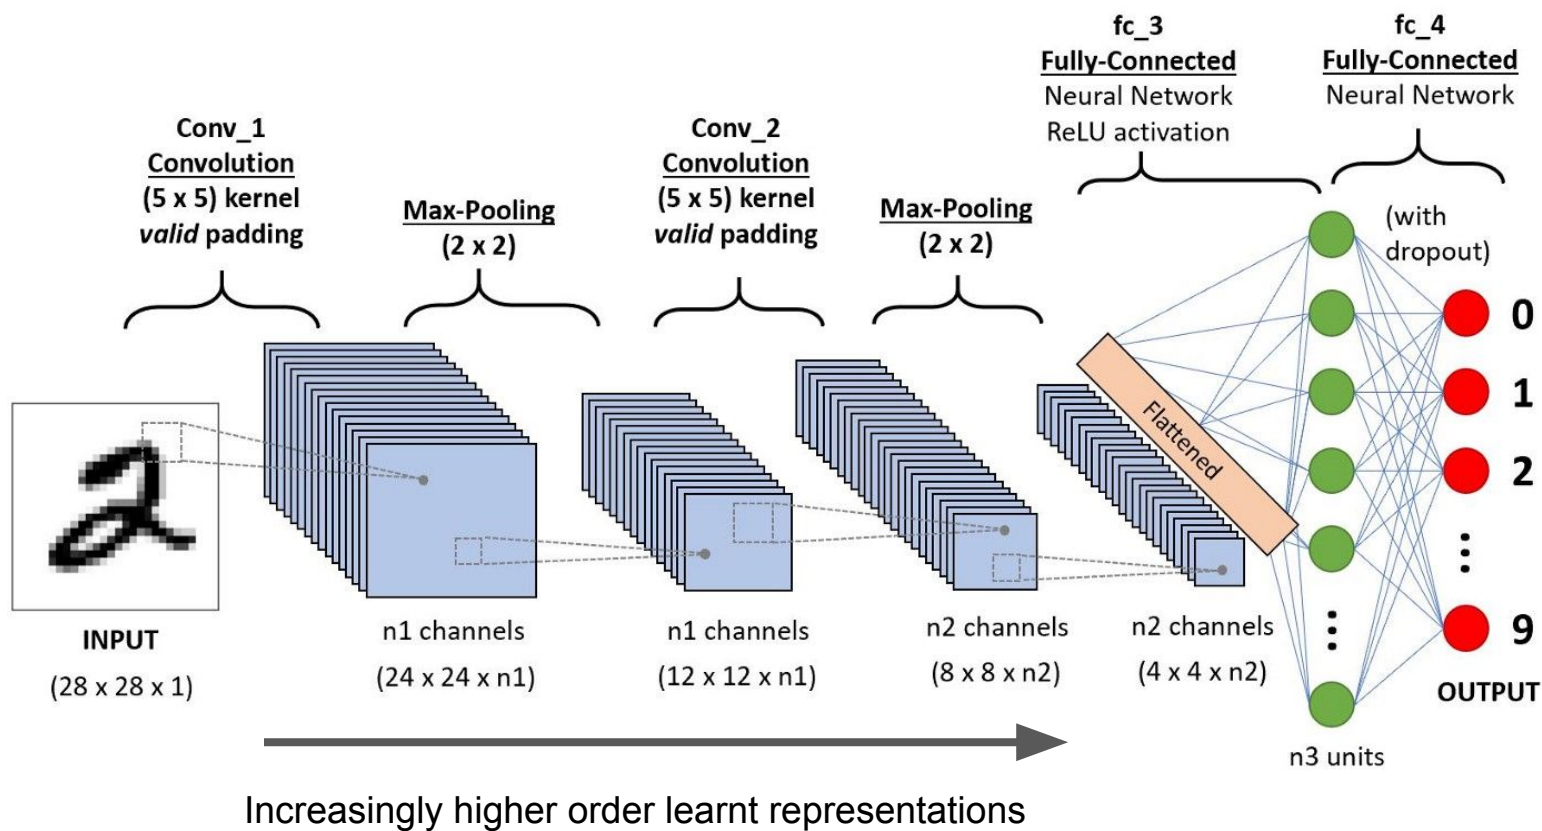 Conv_1
Convolution
(5 x 5) kernel
valid padding
Max-Pooling
(2 x 2)
Conv_2
Convolution
(5 x 5) kernel
valid padding
Max-Pooling
(2 x 2)
fc_3
Fully-Connected
Neural Network
ReLU activation
fc_4
Fully-Connected
Neural Network
(with
dropout)
Flattened
0
1
2
9
INPUT
(28 x 28 x 1)
n1 channels
(24 x 24 x n1)
n1 channels
(12 x 12 x n1)
n2 channels
(8 x 8 x n2)
n2 channels
(4 x 4 x n2)
OUTPUT
n3 units
Increasingly higher order learnt representations